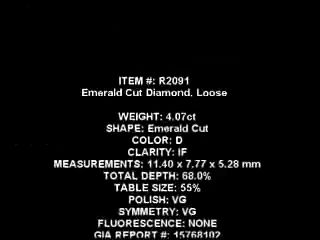 ITEM #: R2091
Emerald Cut Diamond, Loose
WEIGHT: 4.07ct
SHAPE: Emerald Cut
COLOR: D
CLARITY: IF
MEASUREMENTS: 11.40 x 7.77 x 5.28 mm
TOTAL DEPTH: 68.0%
TABLE SIZE: 55%
POLISH: VG
SYMMETRY: VG
FLUORESCENCE: NONE
GIA REPORT #: 15768102